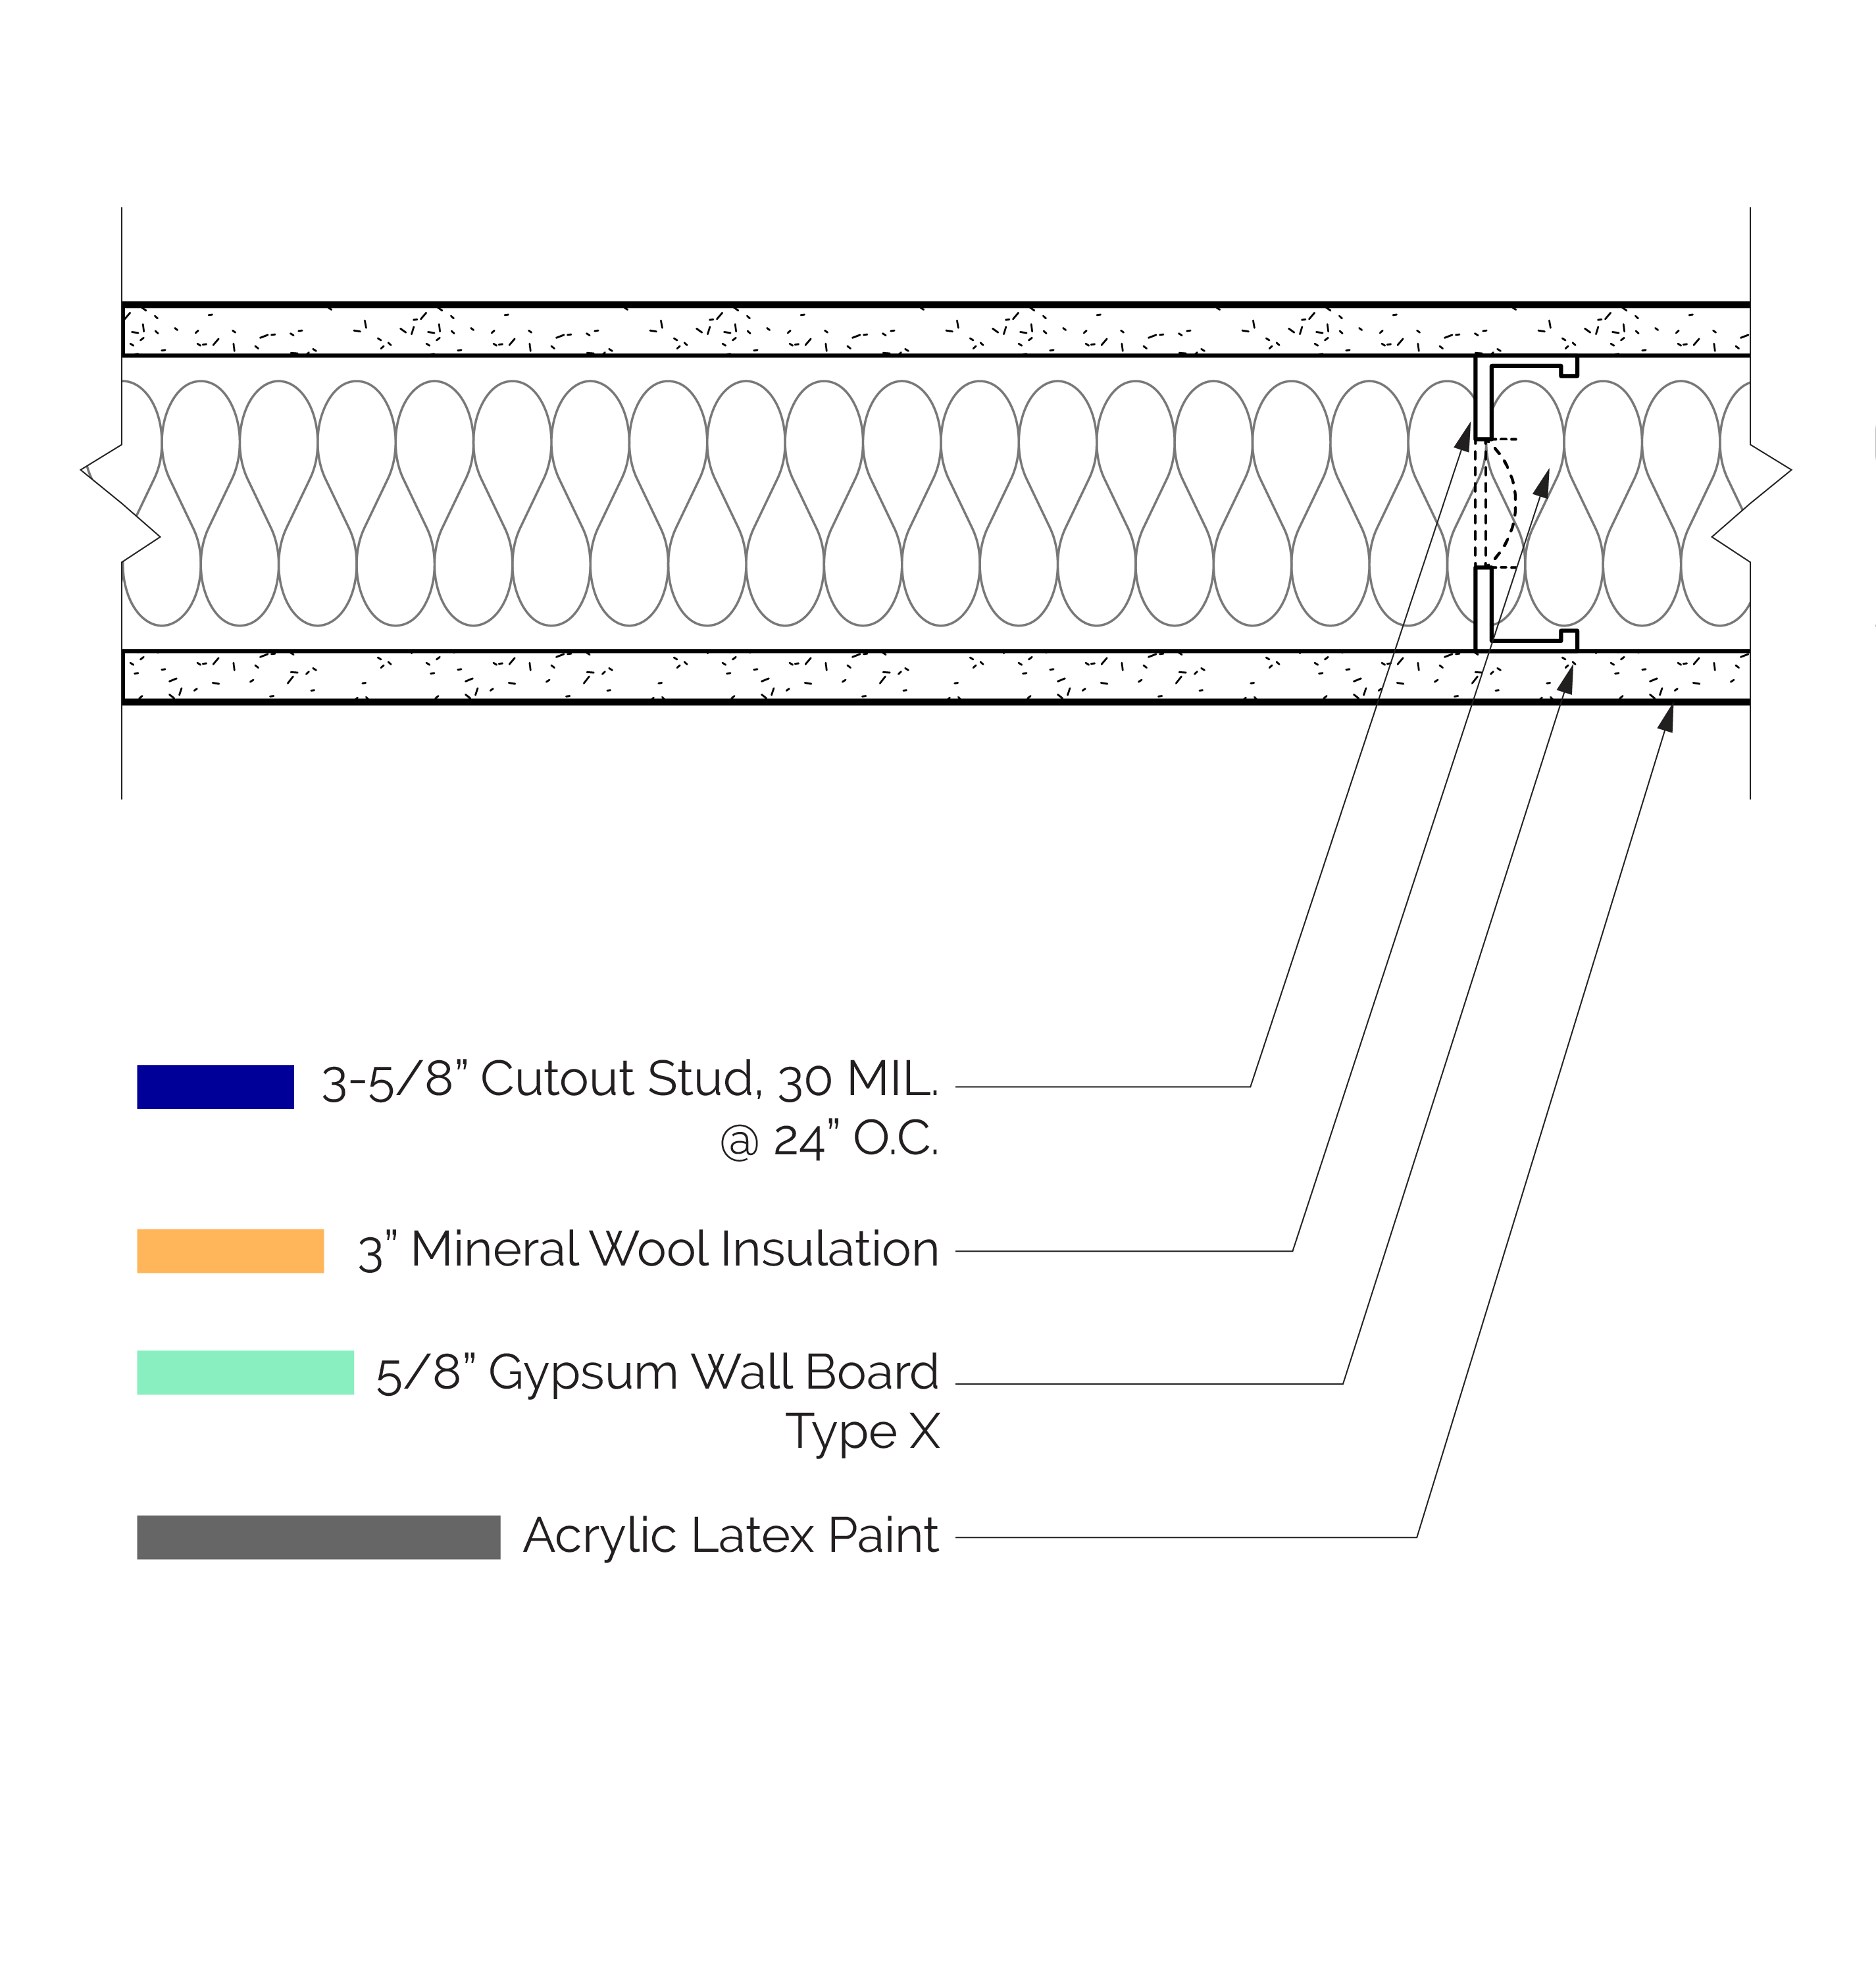 3-5/8” Cutout Stud, 30 MIL.
@ 24” O.C.
3” Mineral Wool Insulation
5/8” Gypsum Wall Board
Type X
Acrylic Latex Paint